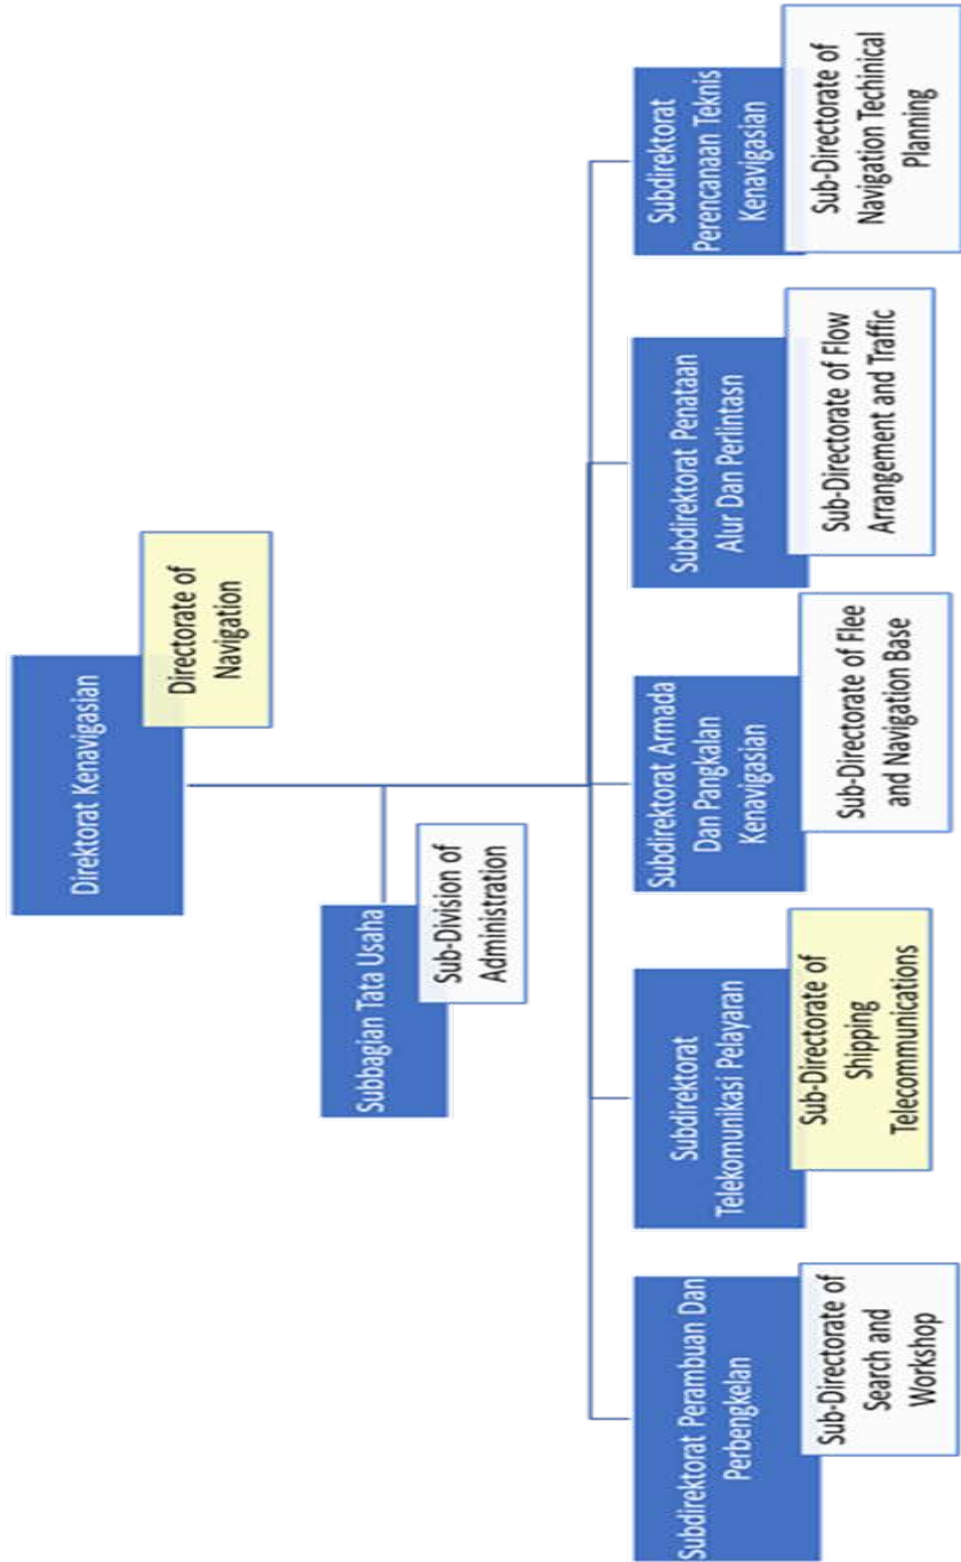 Direktorat Kenavigasian
Directorate of
Navigation
Subbagian Tata Usaha
Sub-Division of
Administration
Subdirektorat Perambuan Dan
Perbengkelan
Sub-Directorate of
Search and
Workshop
Subdirektorat
Telekomunikasi Pelayaran
Sub-Directorate of
Shipping
Telecommunications
Subdirektorat Armada
Dan Pangkalan
Kenavigasian
Sub-Directorate of Flee
and Navigation Base
Subdirektorat Penataan
Alur Dan Perlintasn
Sub-Directorate of Flow
Arrangement and Traffic
Subdirektorat
Perencanaan Teknis
Kenavigasian
Sub-Directorate of
Navigation Techinical
Planning